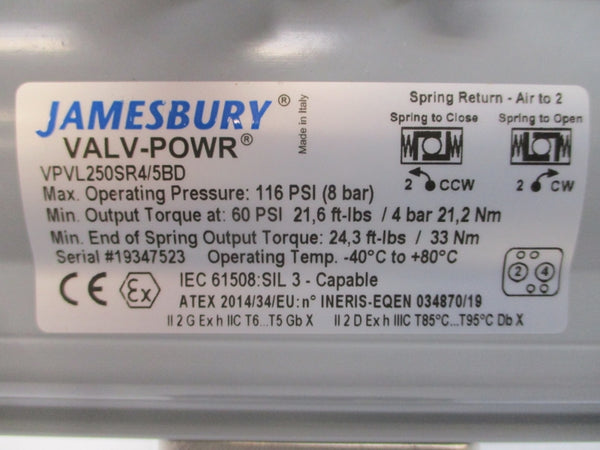 JAMESBURY®
Made in Italy
VALV-POWR®
VPVL250SR4/5BD
Spring Return - Air to 2
Spring to Close Spring to Open
2 CCW 2 CW
Max. Operating Pressure: 116 PSI (8 bar)
Min. Output Torque at: 60 PSI 21,6 ft-lbs / 4 bar 21,2 Nm
Min. End of Spring Output Torque: 24,3 ft-lbs / 33 Nm
Serial #19347523 Operating Temp. -40°C to +80°C
2 4
CE Ex IEC 61508:SIL 3 - Capable
ATEX 2014/34/EU:n° INERIS-EQEN 034870/19
II 2 G Ex h IIC T6...T5 Gb X II 2 D Ex h IIIC T85°C...T95°C Db X